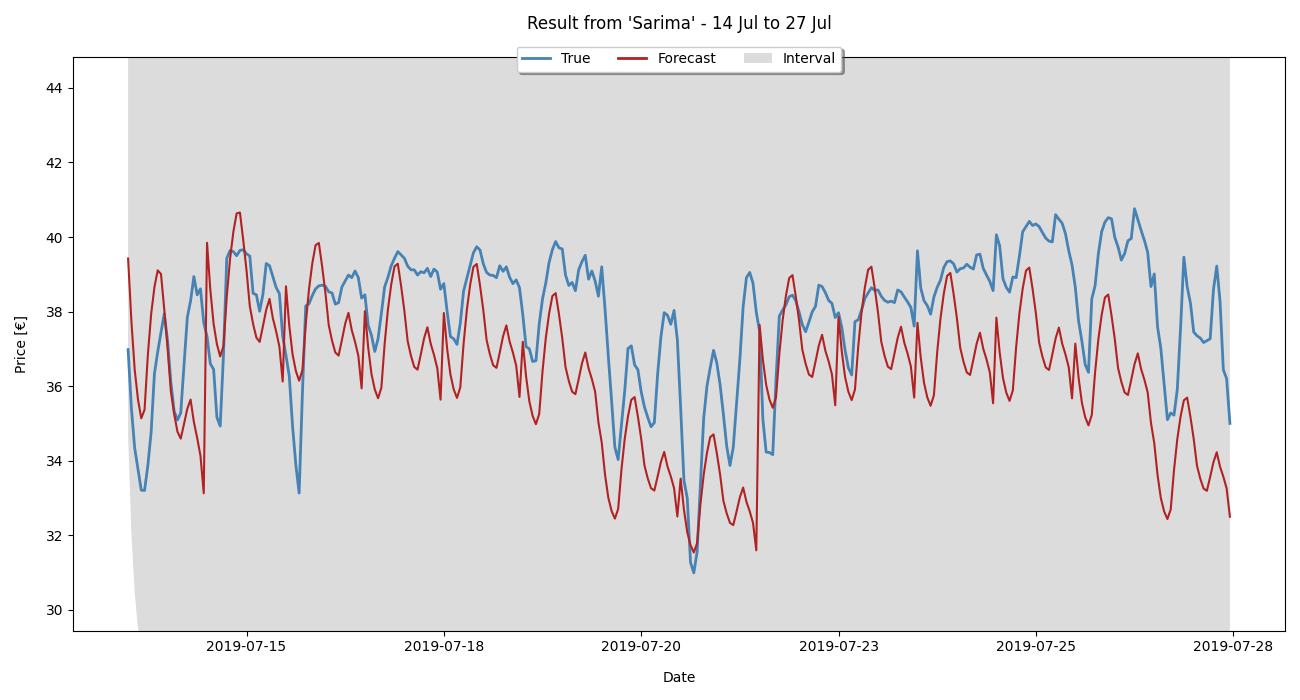 Result from 'Sarima' - 14 Jul to 27 Jul
True Forecast Interval
44
42
40
38
36
34
32
30
Price [€]
2019-07-15 2019-07-18 2019-07-20 2019-07-23 2019-07-25 2019-07-28
Date